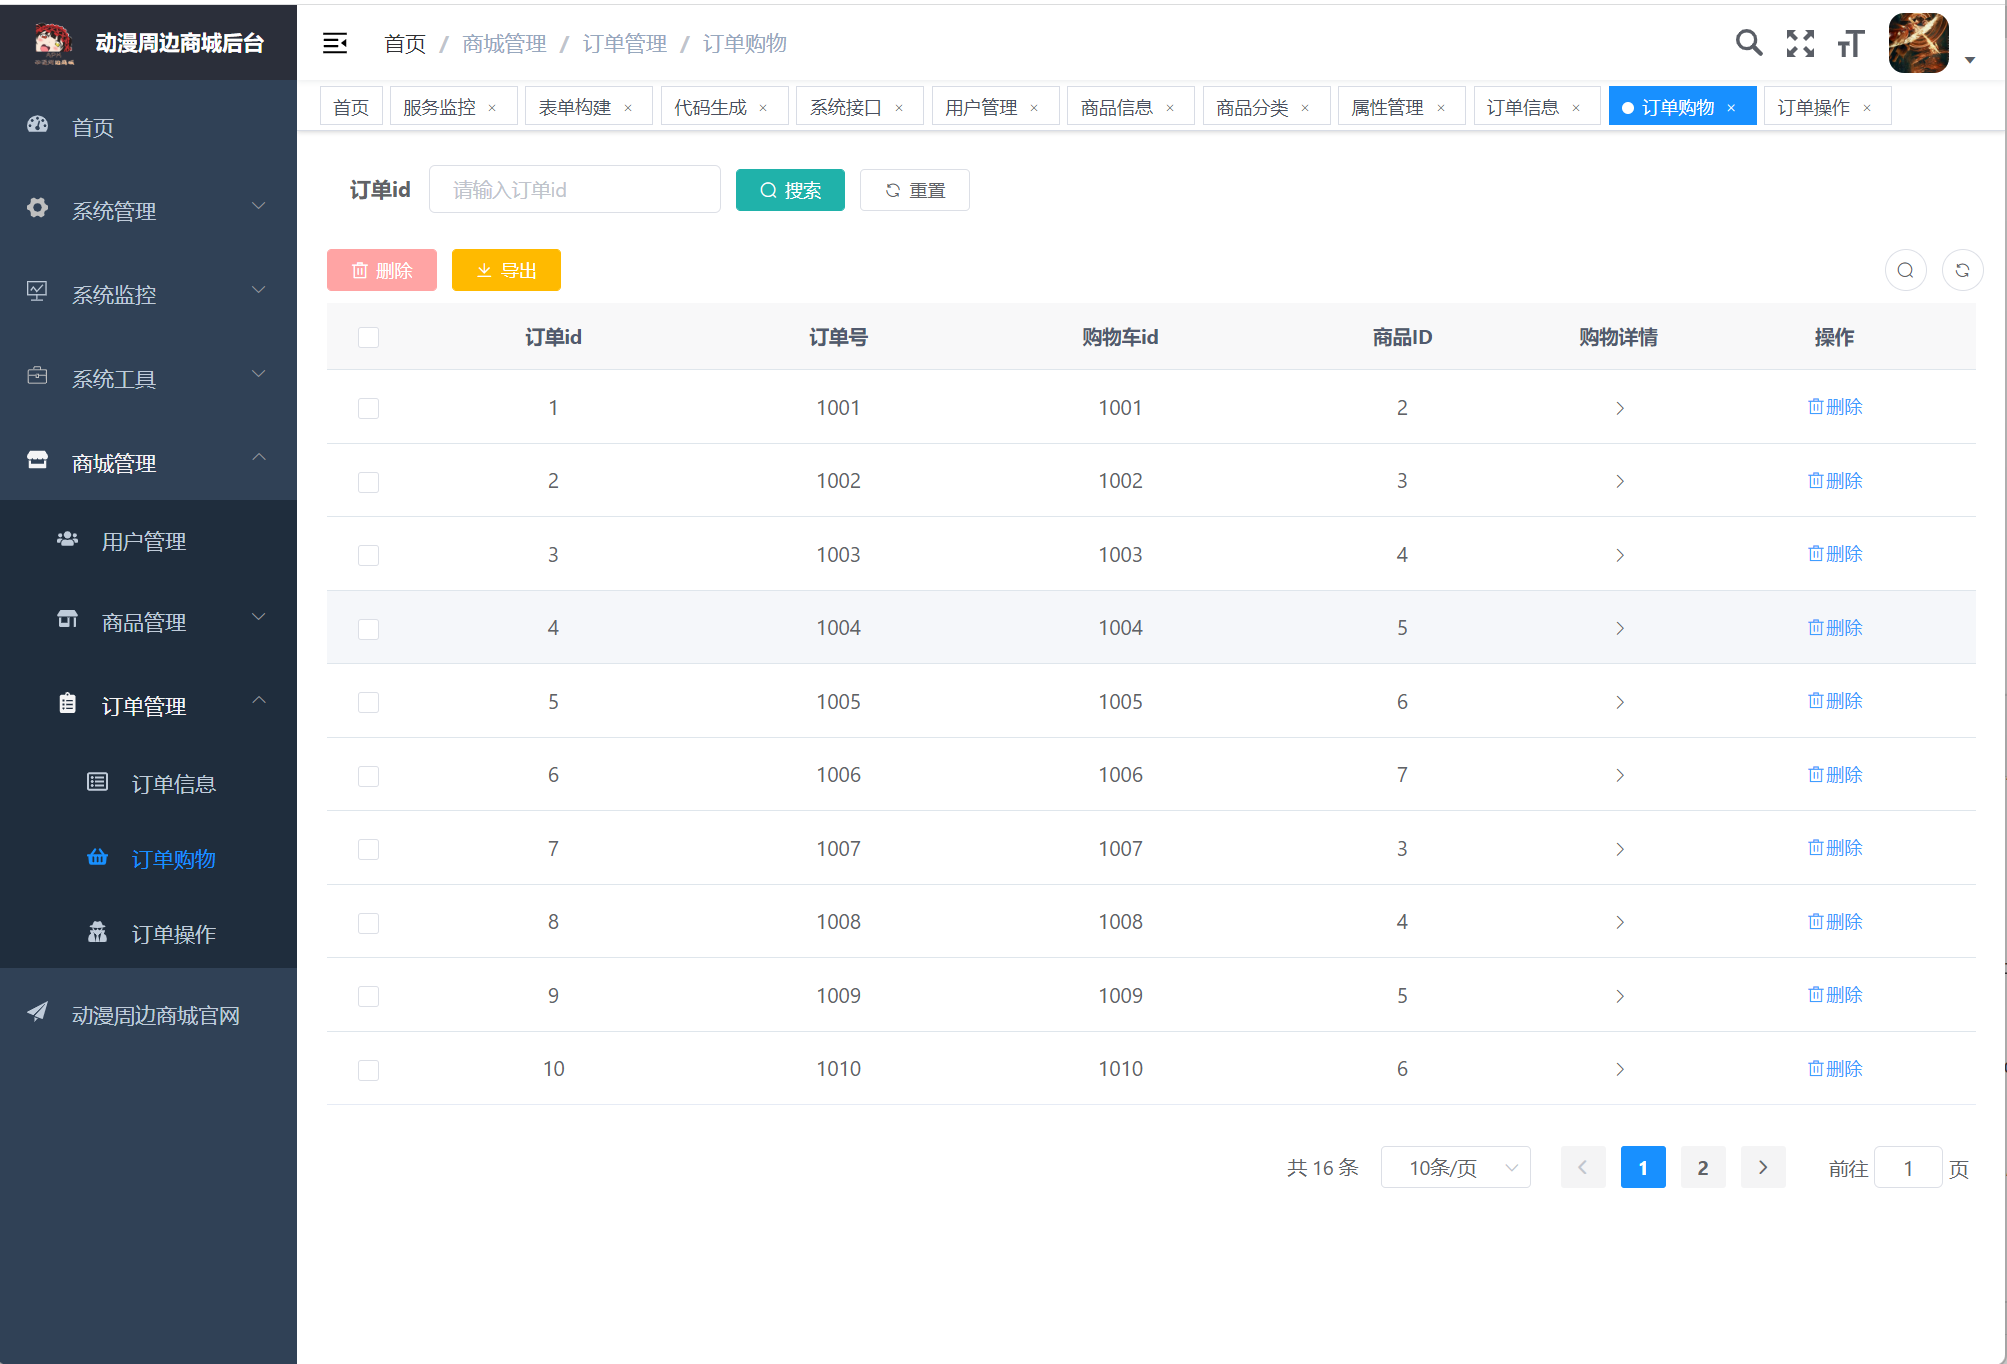 动漫周边商城后台
首页 / 商城管理 / 订单管理 / 订单购物
首页 服务监控 × 表单构建 × 代码生成 × 系统接口 × 用户管理 × 商品信息 × 商品分类 × 属性管理 × 订单信息 × 订单购物 × 订单操作 ×
首页
系统管理
系统监控
系统工具
商城管理
用户管理
商品管理
订单管理
订单信息
订单购物
订单操作
动漫周边商城官网
订单id 请输入订单id 搜索 重置
删除 导出
订单id 订单号 购物车id 商品ID 购物详情 操作
1 1001 1001 2 > 删除
2 1002 1002 3 > 删除
3 1003 1003 4 > 删除
4 1004 1004 5 > 删除
5 1005 1005 6 > 删除
6 1006 1006 7 > 删除
7 1007 1007 3 > 删除
8 1008 1008 4 > 删除
9 1009 1009 5 > 删除
10 1010 1010 6 > 删除
共 16 条 10条/页 < 1 2 > 前往 1 页